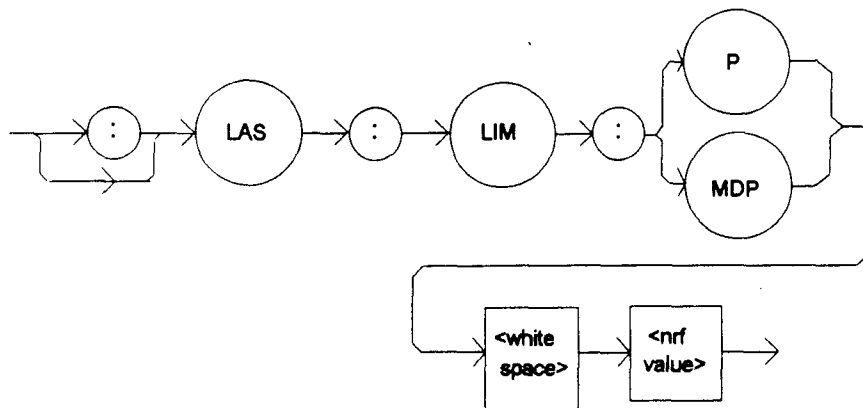 P
: LAS : LIM :
MDP
<white
space>
<nrf
value>